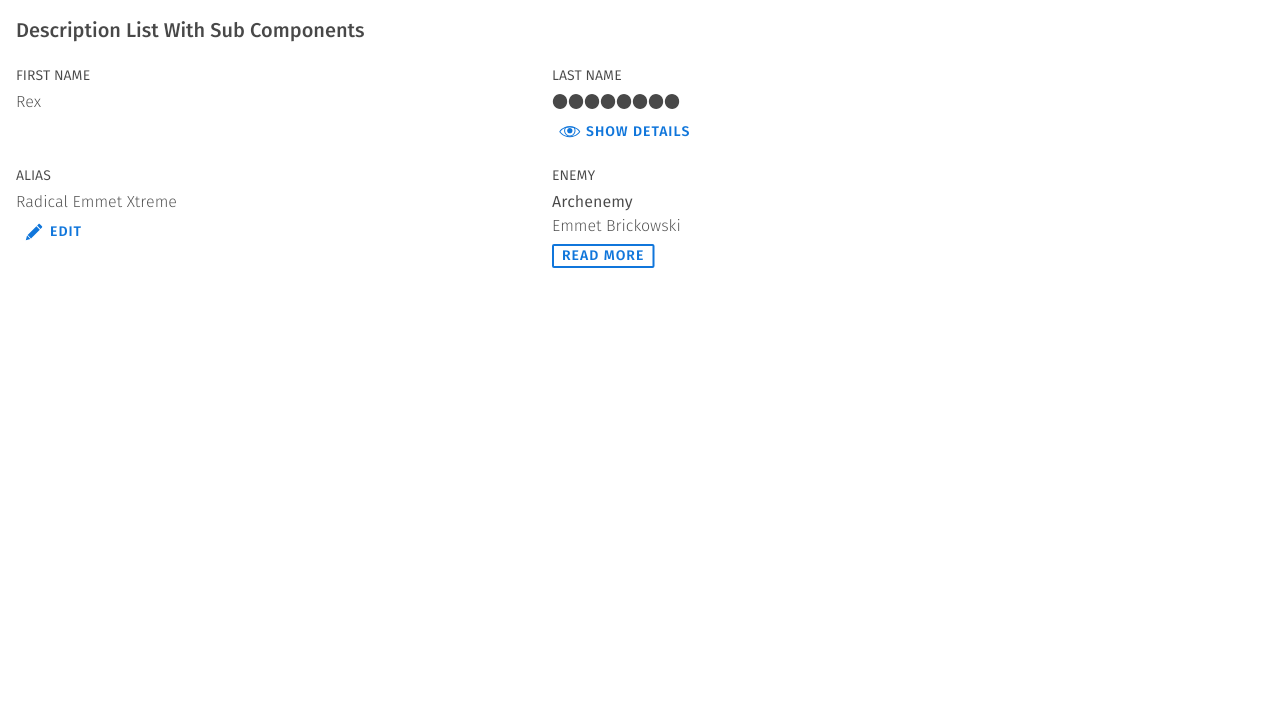 Description List With Sub Components
FIRST NAME
Rex
LAST NAME
●●●●●●●●
SHOW DETAILS
ALIAS
Radical Emmet Xtreme
EDIT
ENEMY
Archenemy
Emmet Brickowski
READ MORE